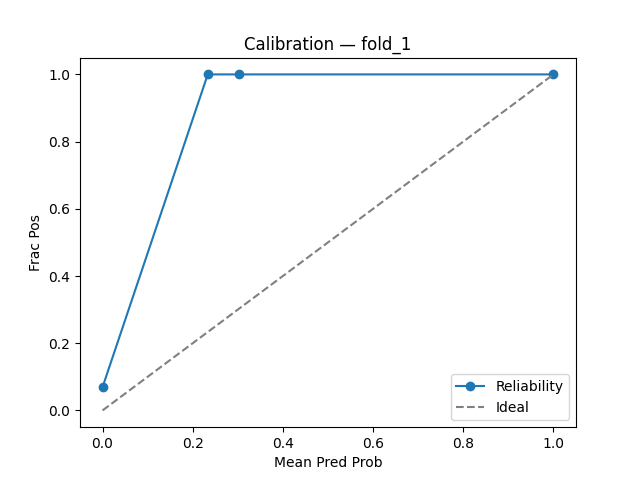 Calibration — fold_1
1.0
0.8
0.6
0.4
0.2
0.0
Frac Pos
0.0 0.2 0.4 0.6 0.8 1.0
Mean Pred Prob
Reliability
Ideal